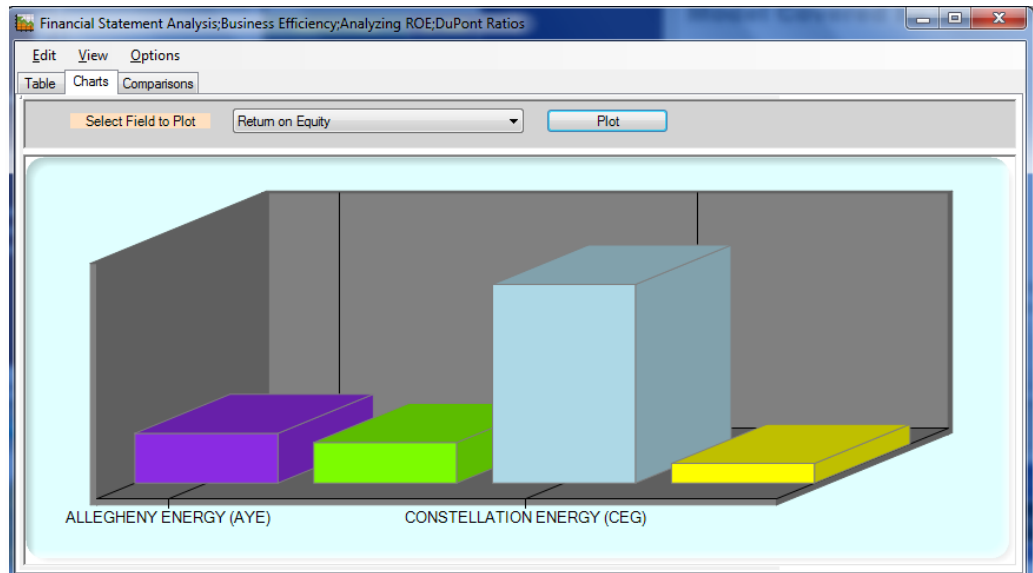 Financial Statement Analysis;Business Efficiency;Analyzing ROE;DuPont Ratios
Edit View Options
Table Charts Comparisons
Select Field to Plot Return on Equity Plot
ALLEGHENY ENERGY (AYE) CONSTELLATION ENERGY (CEG)